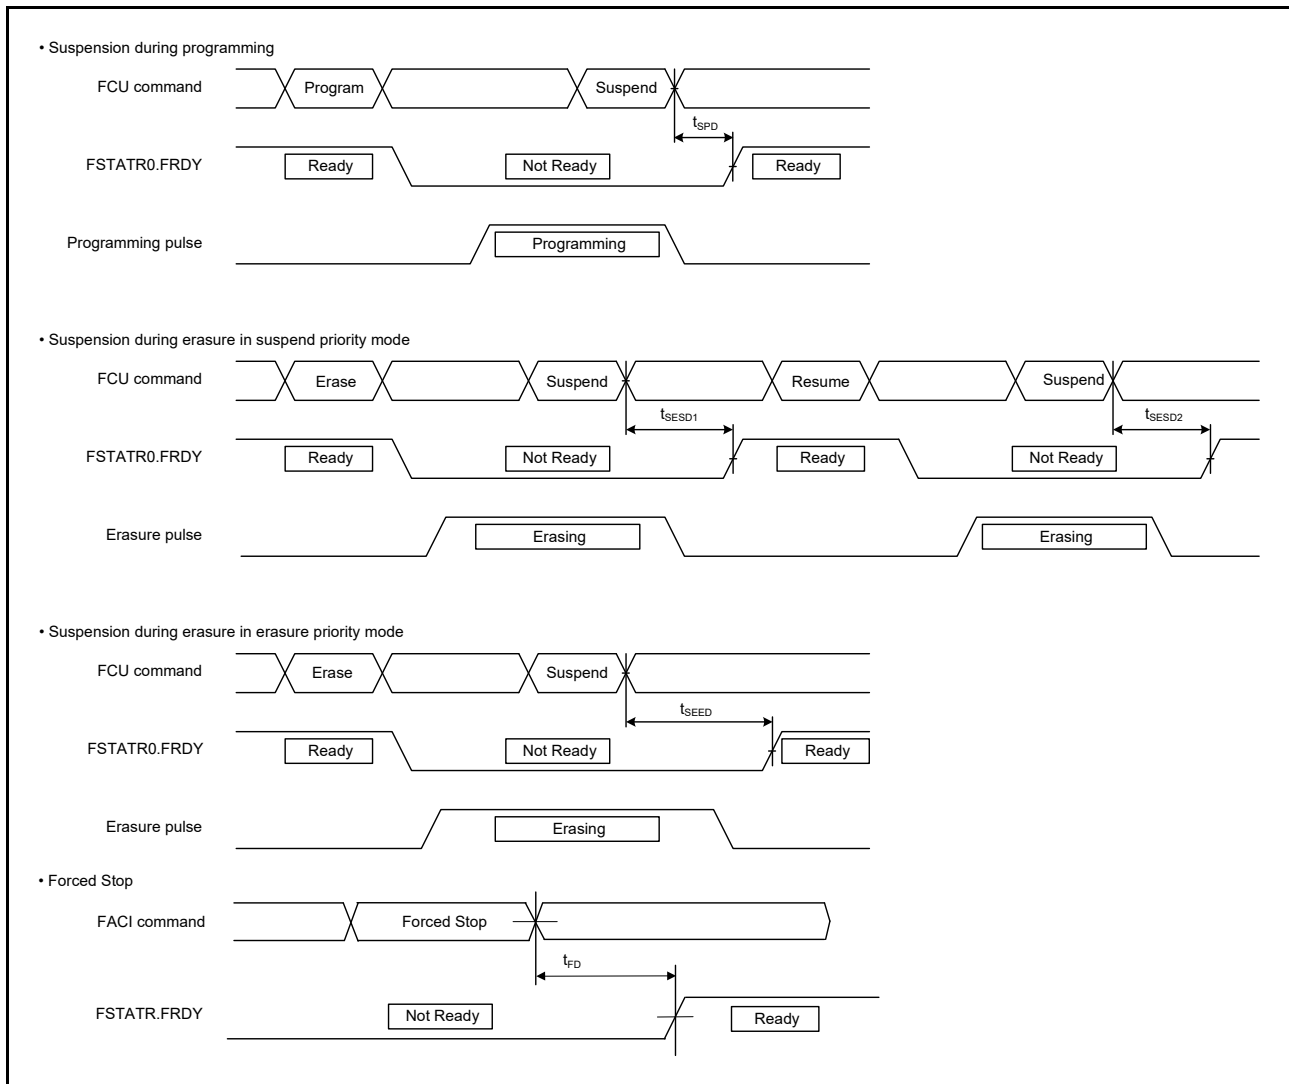 • Suspension during programming
FCU command
Program
Suspend
tSPD
FSTATR0.FRDY
Ready
Not Ready
Ready
Programming pulse
Programming
• Suspension during erasure in suspend priority mode
FCU command
Erase
Suspend
Resume
Suspend
tSESD1
tSESD2
FSTATR0.FRDY
Ready
Not Ready
Ready
Not Ready
Erasure pulse
Erasing
Erasing
• Suspension during erasure in erasure priority mode
FCU command
Erase
Suspend
tSEED
FSTATR0.FRDY
Ready
Not Ready
Ready
Erasure pulse
Erasing
• Forced Stop
FACI command
Forced Stop
tFD
FSTATR.FRDY
Not Ready
Ready